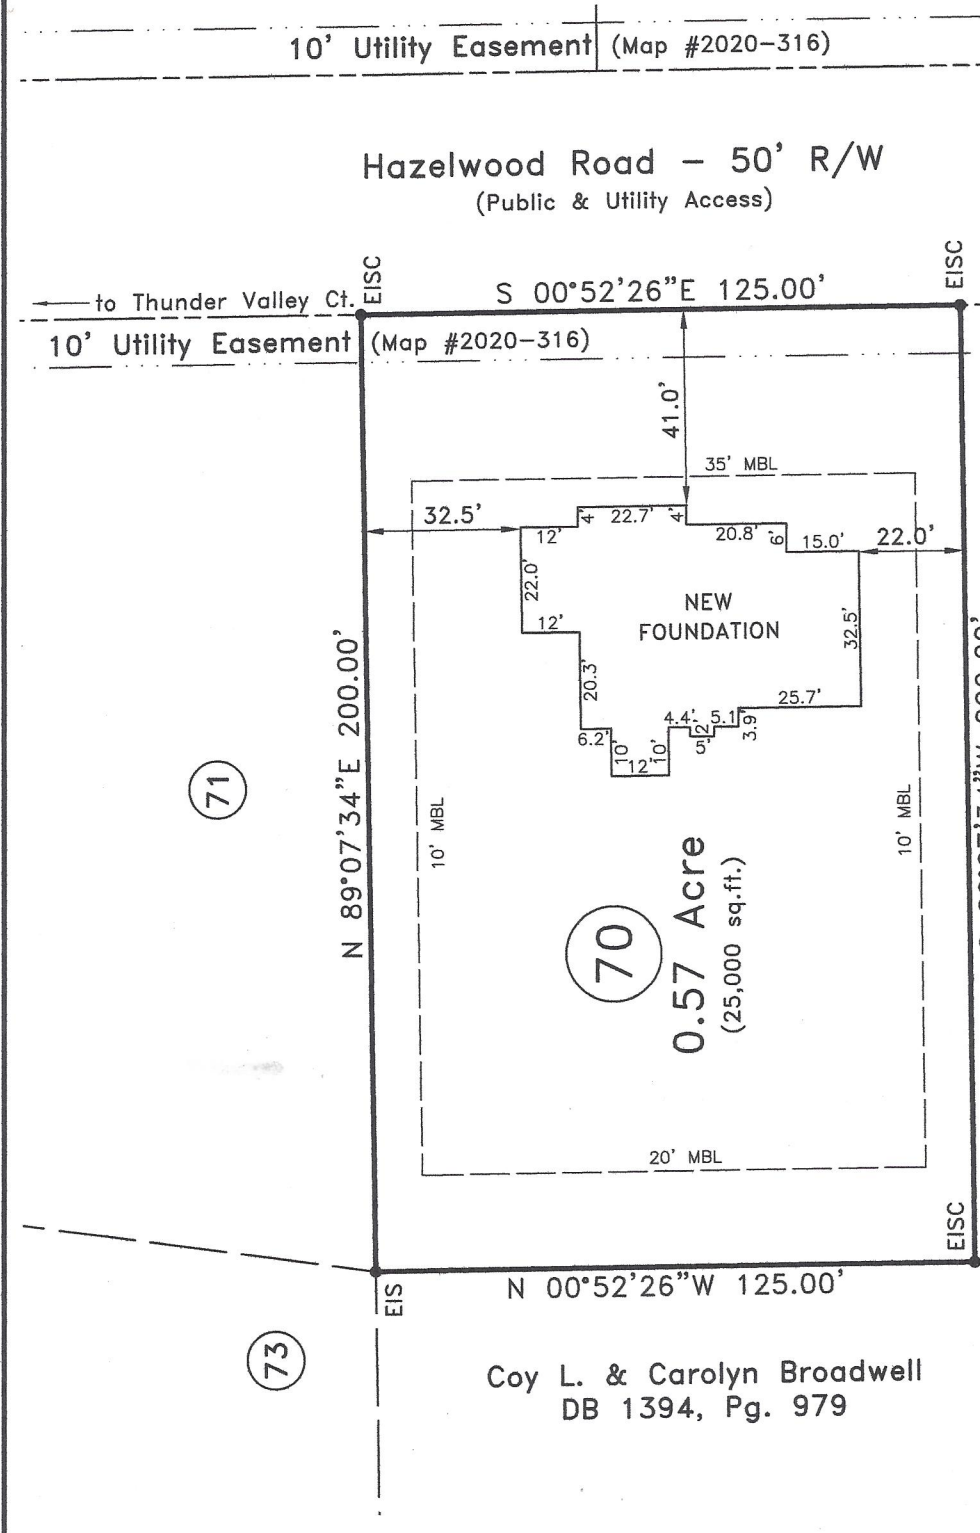 10' Utility Easement (Map #2020-316)
Hazelwood Road - 50' R/W
(Public & Utility Access)
EISC
EISC
to Thunder Valley Ct.
S 00°52'26"E 125.00'
10' Utility Easement (Map #2020-316)
41.0'
35' MBL
32.5'
12'
4'
22.7'
4'
20.8'
6'
15.0'
22.0'
22.0'
NEW
FOUNDATION
12'
32.5'
20.3'
25.7'
6.2'
10'
12'
10'
4.4'
5'
2'
5.1'
3.9'
N 89°07'34"E 200.00'
71
10' MBL
10' MBL
70
0.57 Acre
(25,000 sq.ft.)
20' MBL
EISC
EIS
N 00°52'26"W 125.00'
73
Coy L. & Carolyn Broadwell
DB 1394, Pg. 979